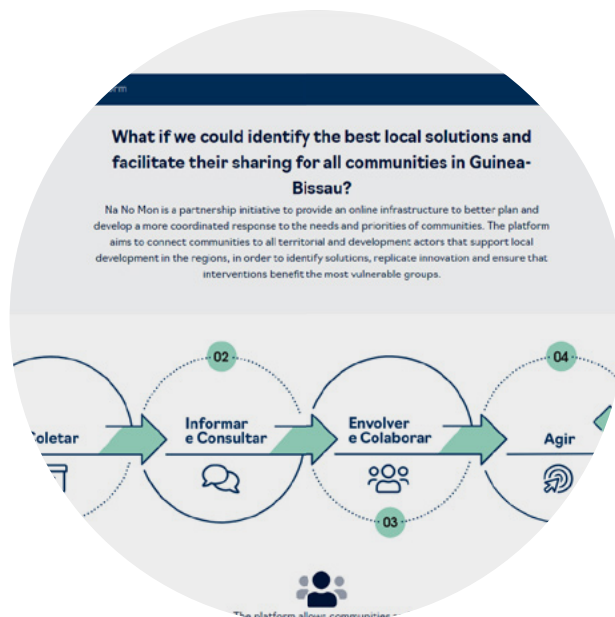 What if we could identify the best local solutions and
facilitate their sharing for all communities in Guinea-
Bissau?
Na No Mon is a partnership initiative to provide an online infrastructure to better plan and
develop a more coordinated response to the needs and priorities of communities. The platform
aims to connect communities to all territorial and development actors that support local
development in the regions, in order to identify solutions, replicate innovation and ensure that
interventions benefit the most vulnerable groups.
02
04
Coletar
Informar
e Consultar
Envolver
e Colaborar
Agir
03
The platform allows communities